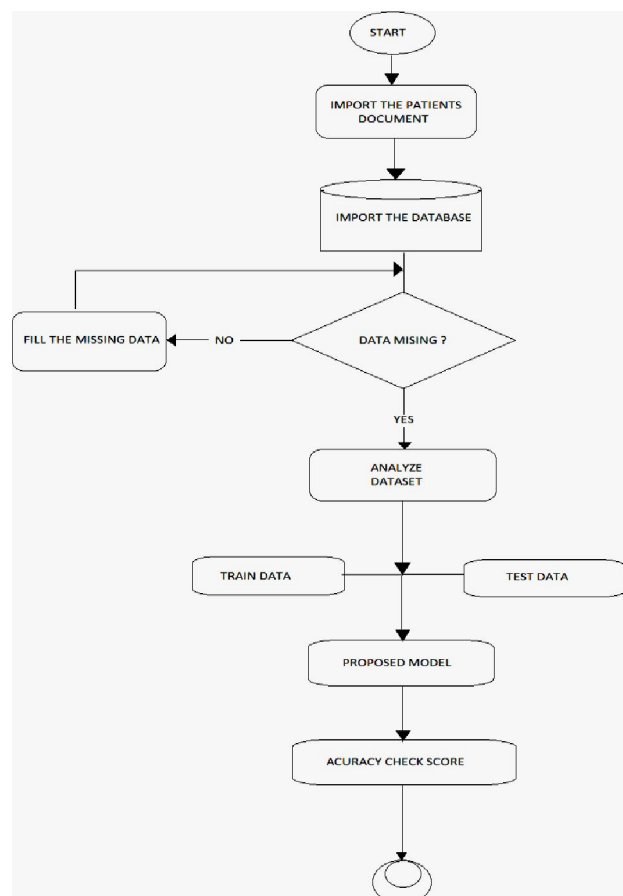 START
IMPORT THE PATIENTS
DOCUMENT
IMPORT THE DATABASE
FILL THE MISSING DATA
NO
DATA MISING ?
YES
ANALYZE
DATASET
TRAIN DATA
TEST DATA
PROPOSED MODEL
ACURACY CHECK SCORE